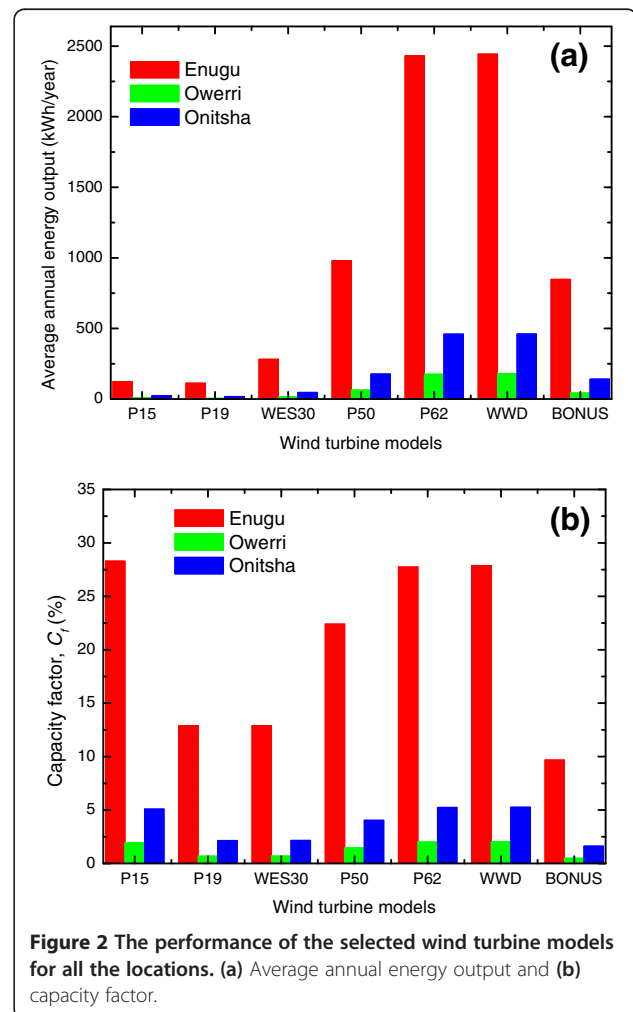 (a)
Enugu
Owerri
Onitsha
Average annual energy output (kWh/year)
2500
2000
1500
1000
500
0
P15 P19 WES30 P50 P62 WWD BONUS
Wind turbine models
(b)
Enugu
Owerri
Onitsha
Capacity factor, C_f (%)
35
30
25
20
15
10
5
0
P15 P19 WES30 P50 P62 WWD BONUS
Wind turbine models
Figure 2 The performance of the selected wind turbine models
for all the locations. (a) Average annual energy output and (b)
capacity factor.